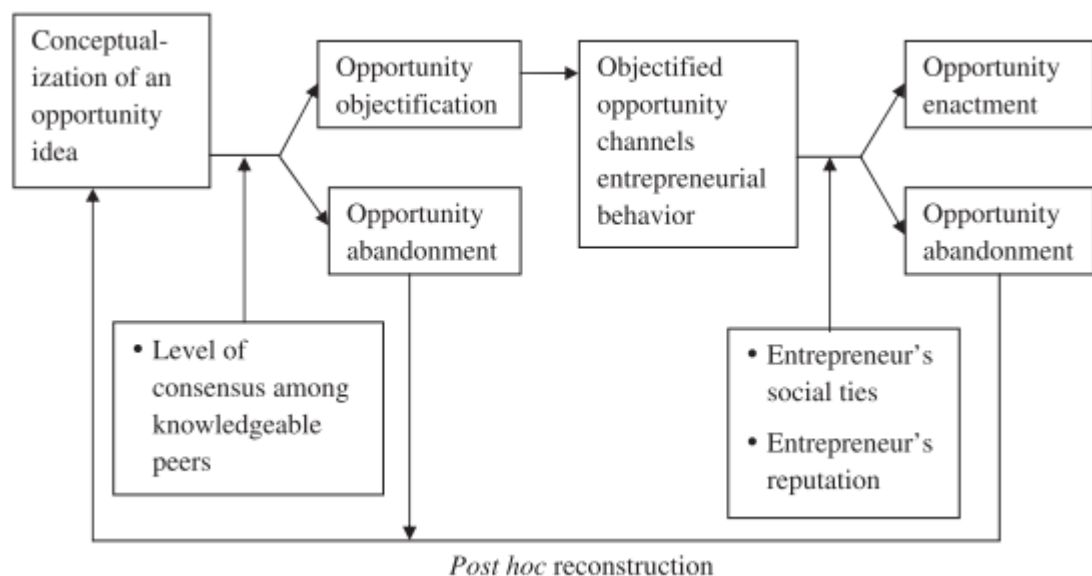 Conceptual-
ization of an
opportunity
idea
Opportunity
objectification
Opportunity
abandonment
Objectified
opportunity
channels
entrepreneurial
behavior
Opportunity
enactment
Opportunity
abandonment
• Level of
consensus among
knowledgeable
peers
• Entrepreneur’s
social ties
• Entrepreneur’s
reputation
Post hoc reconstruction